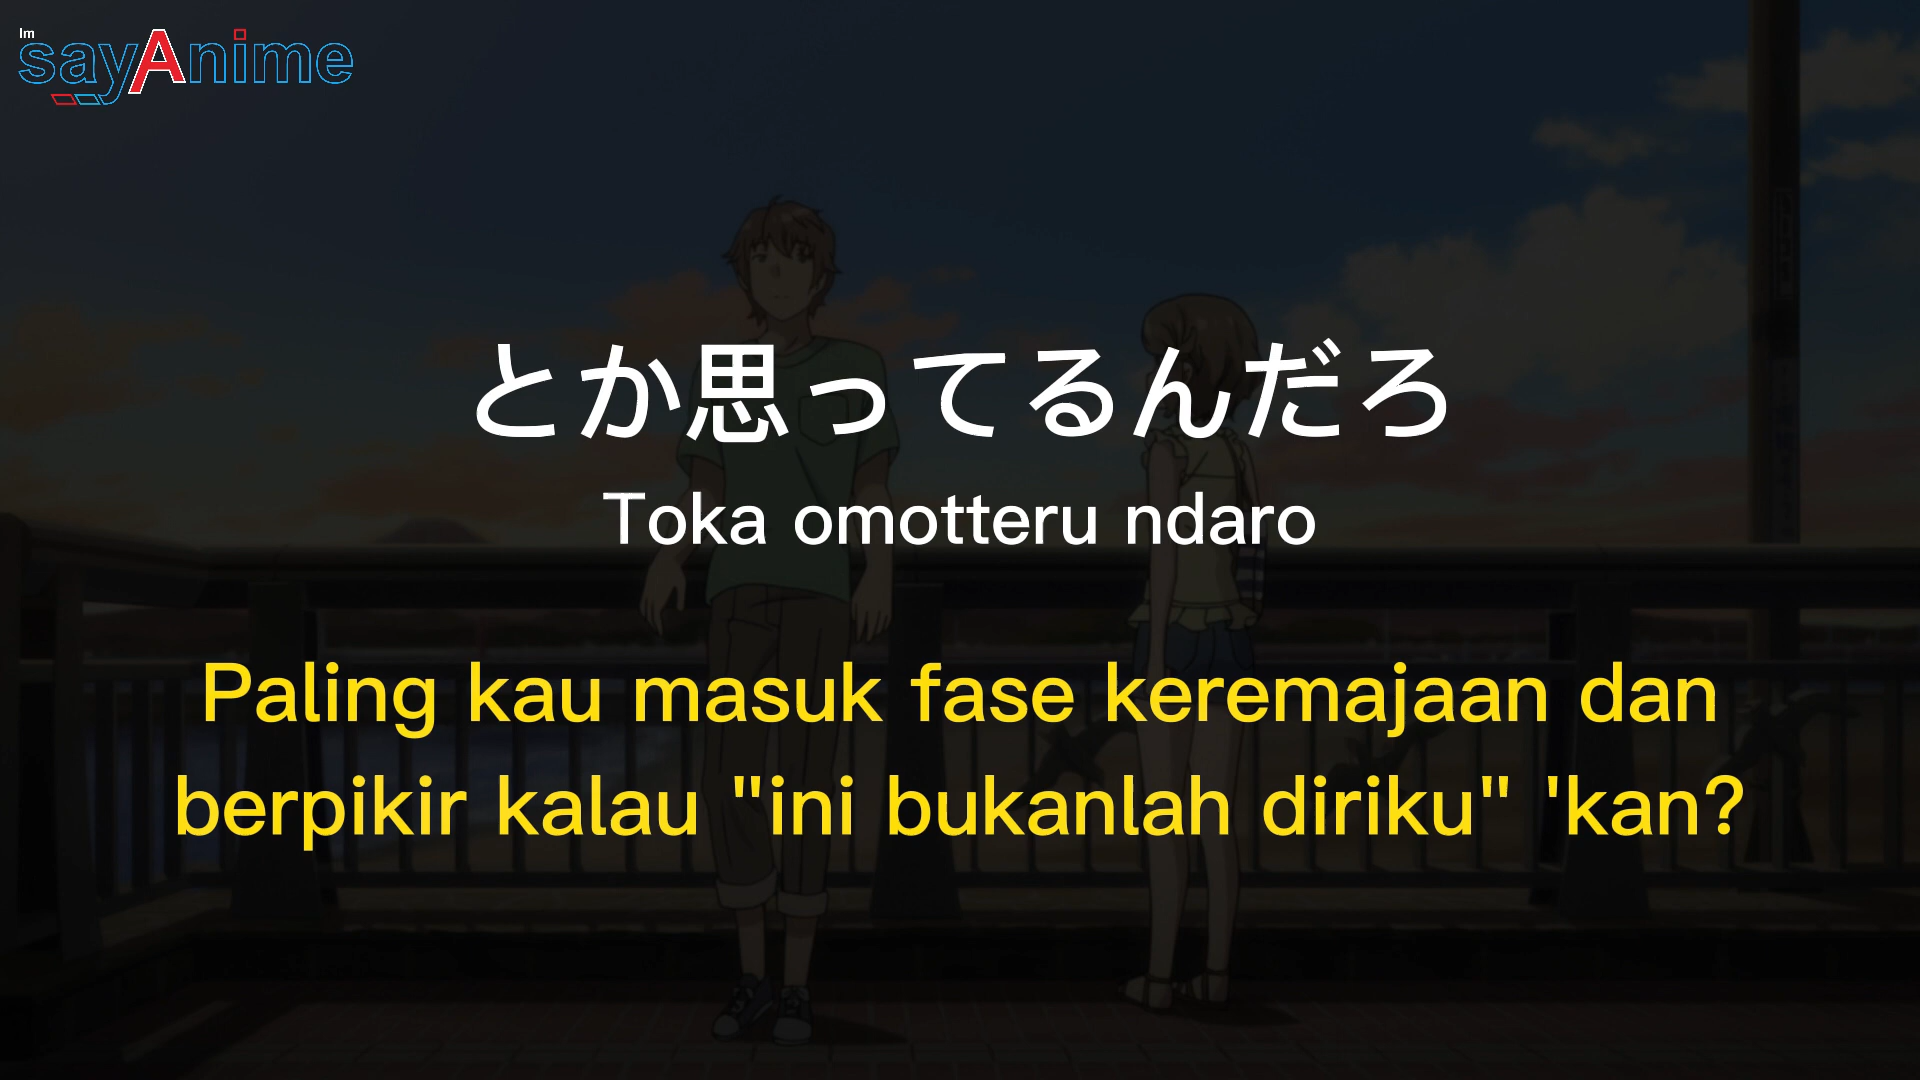 Im
sayAnime
とか思ってるんだろ
Toka omotteru ndaro
Paling kau masuk fase keremajaan dan
berpikir kalau "ini bukanlah diriku" 'kan?